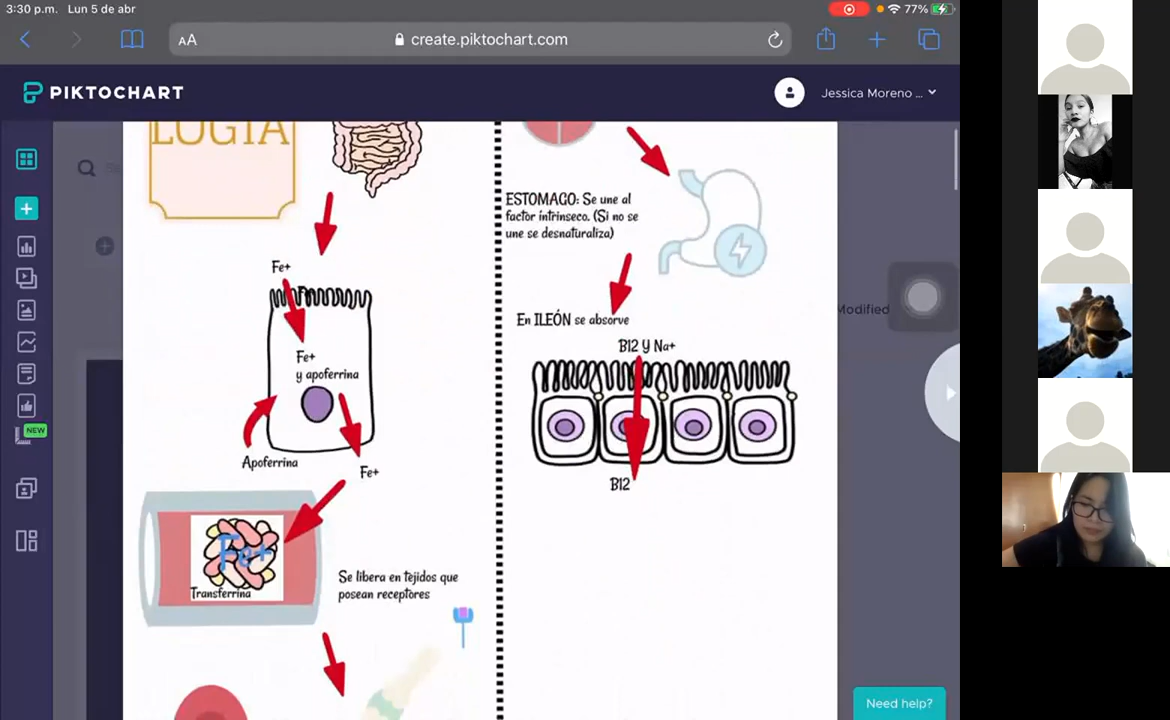 3:30 p.m. Lun 5 de abr
77%
AA
create.piktochart.com
PIKTOCHART
Jessica Moreno ...
LOGÍA
Fe+
Fe+
y apoferrina
Apoferrina
Fe+
Fe+
Transferrina
Se libera en tejidos que
posean receptores
ESTOMAGO: Se une al
factor intrinseco. (Si no se
une se desnaturaliza)
En ILEÓN se absorve
B12 Y Na+
B12
Modified
NEW
Need help?